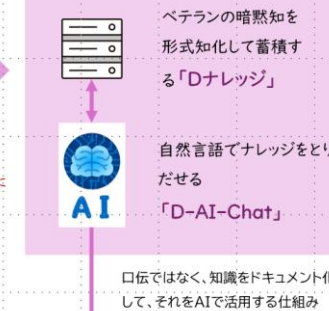 ベテランの暗黙知を
形式知化して蓄積す
る「Dナレッジ」
自然言語でナレッジをとり
だせる
AI
「D-AI-Chat」
口伝ではなく、知識をドキュメント化
して、それをAIで活用する仕組み